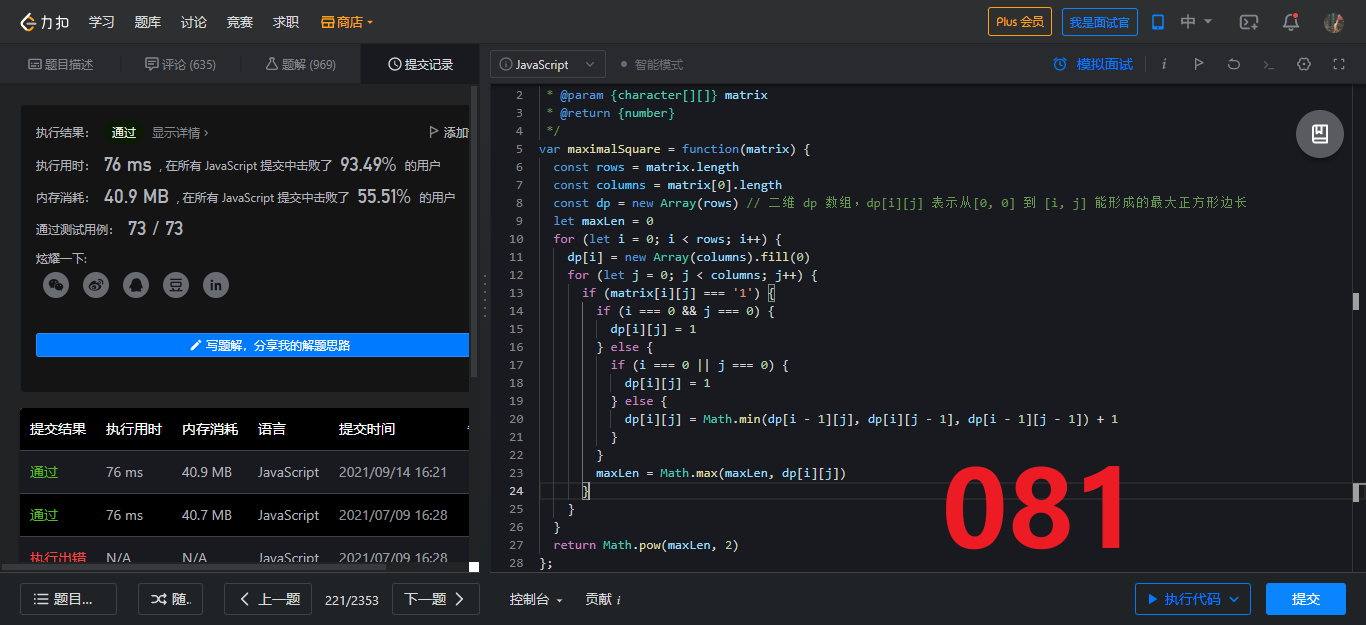 力扣 学习 题库 讨论 竞赛 求职 商店 Plus 会员 我是面试官 中
题目描述 评论 (635) 题解 (969) 提交记录
执行结果： 通过 显示详情 › 添加
执行用时： 76 ms , 在所有 JavaScript 提交中击败了 93.49% 的用户
内存消耗： 40.9 MB , 在所有 JavaScript 提交中击败了 55.51% 的用户
通过测试用例： 73 / 73
炫耀一下:
豆 in
写题解，分享我的解题思路
提交结果 执行用时 内存消耗 语言 提交时间
通过 76 ms 40.9 MB JavaScript 2021/09/14 16:21
通过 76 ms 40.7 MB JavaScript 2021/07/09 16:28
执行出错 N/A N/A JavaScript 2021/07/09 16:28
题目... 随. 上一题 221/2353 下一题
JavaScript 智能模式 模拟面试 i
2 * @param {character[][]} matrix
3 * @return {number}
4 */
5 var maximalSquare = function(matrix) {
6 const rows = matrix.length
7 const columns = matrix[0].length
8 const dp = new Array(rows) // 二维 dp 数组，dp[i][j] 表示从[0, 0] 到 [i, j] 能形成的最大正方形边长
9 let maxLen = 0
10 for (let i = 0; i < rows; i++) {
11 dp[i] = new Array(columns).fill(0)
12 for (let j = 0; j < columns; j++) {
13 if (matrix[i][j] === '1') {
14 if (i === 0 && j === 0) {
15 dp[i][j] = 1
16 } else {
17 if (i === 0 || j === 0) {
18 dp[i][j] = 1
19 } else {
20 dp[i][j] = Math.min(dp[i - 1][j], dp[i][j - 1], dp[i - 1][j - 1]) + 1
21 }
22 }
23 maxLen = Math.max(maxLen, dp[i][j])
24 }
25 }
26 }
27 return Math.pow(maxLen, 2)
28 };
081
控制台 贡献 i 执行代码 提交